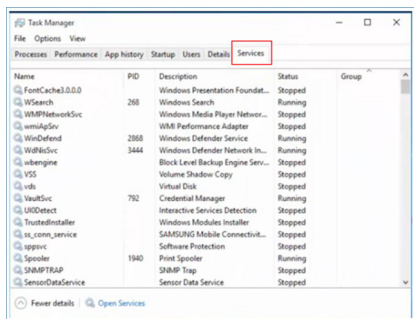 Task Manager
File Options View
Processes Performance App history Startup Users Details Services
Name PID Description Status Group
FontCache3.0.0.0 Windows Presentation Foundat... Stopped
WSearch 268 Windows Search Running
WMPNetworkSvc Windows Media Player Networ... Stopped
wmiApSrv WMI Performance Adapter Stopped
WinDefend 2868 Windows Defender Service Running
WdNisSvc 3444 Windows Defender Network In... Running
wbengine Block Level Backup Engine Serv... Stopped
VSS Volume Shadow Copy Stopped
vds Virtual Disk Stopped
VaultSvc 792 Credential Manager Running
UI0Detect Interactive Services Detection Stopped
TrustedInstaller Windows Modules Installer Stopped
ss_conn_service SAMSUNG Mobile Connectivit... Stopped
sppsvc Software Protection Stopped
Spooler 1940 Print Spooler Running
SNMPTRAP SNMP Trap Stopped
SensorDataService Sensor Data Service Stopped
Fewer details Open Services